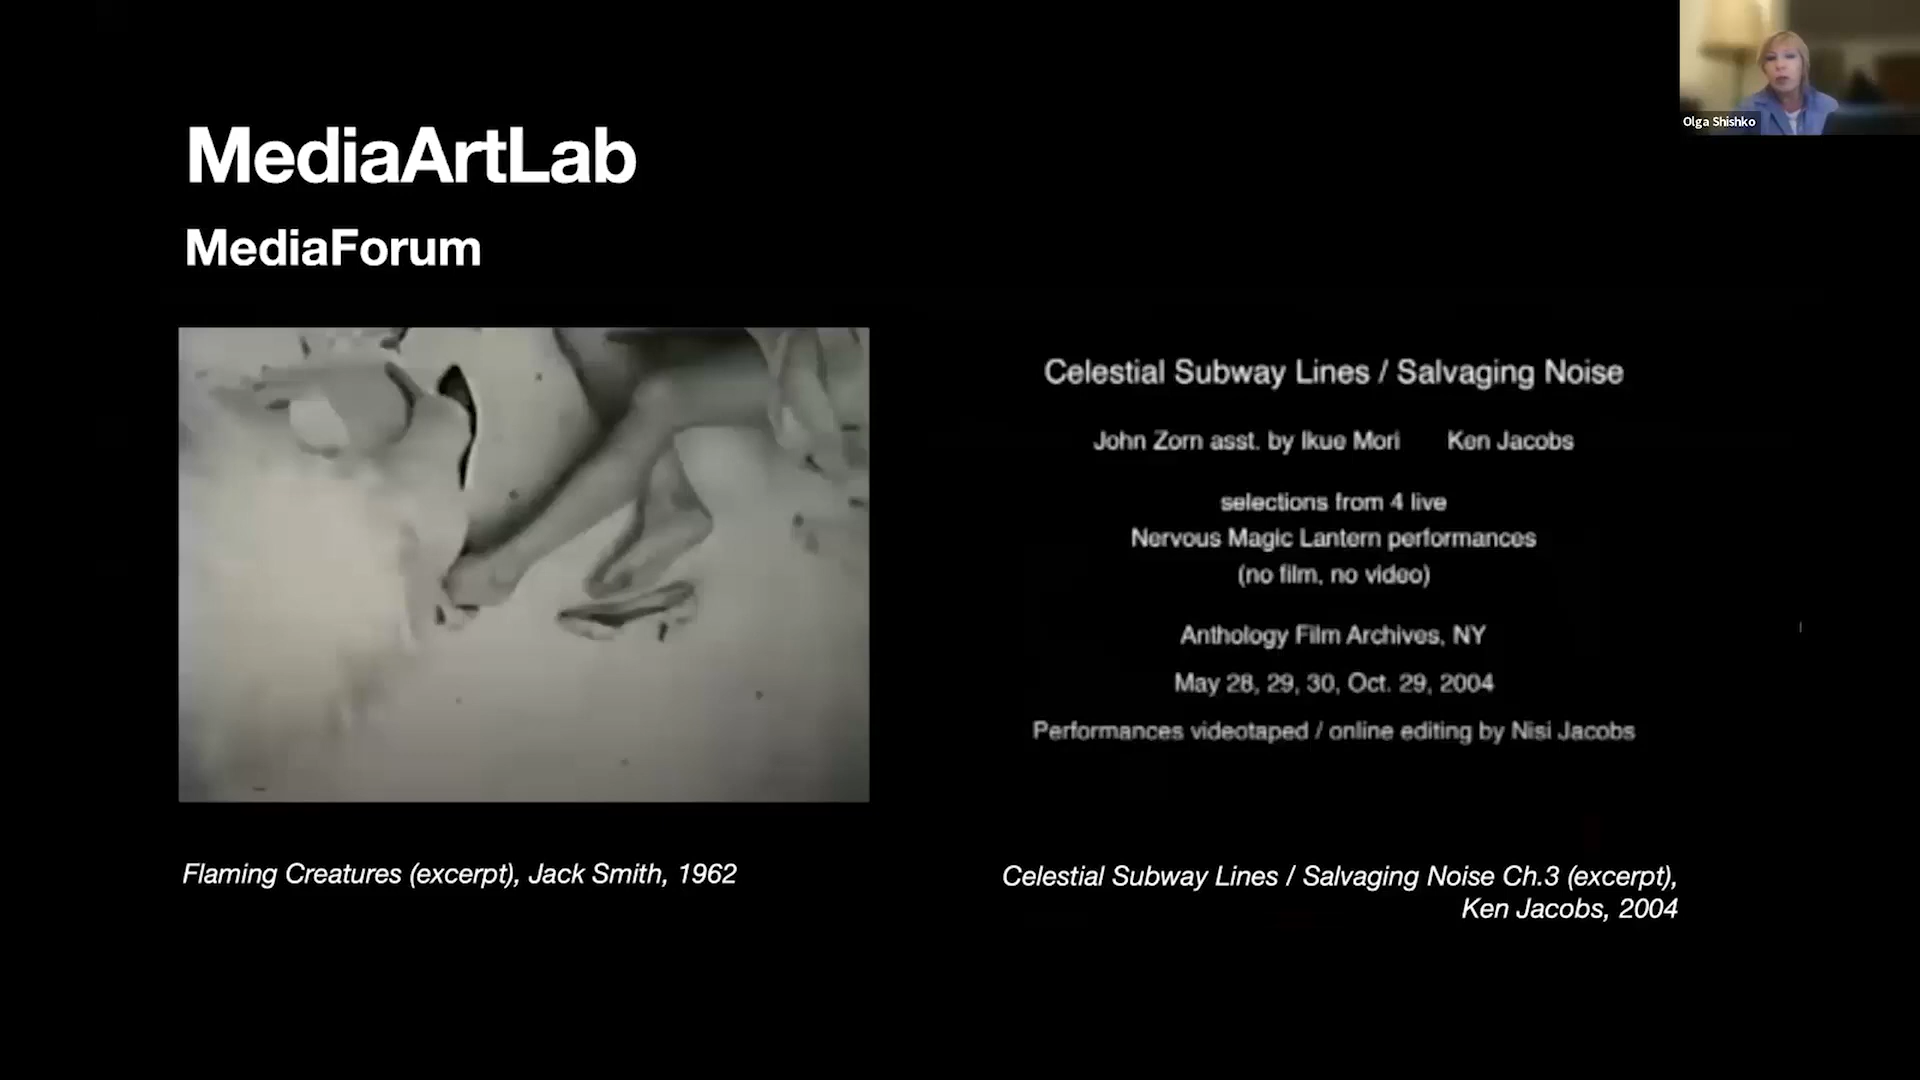 Olga Shishko
MediaArtLab
MediaForum
Celestial Subway Lines / Salvaging Noise
John Zorn asst. by Ikue Mori Ken Jacobs
selections from 4 live
Nervous Magic Lantern performances
(no film, no video)
Anthology Film Archives, NY
May 28, 29, 30, Oct. 29, 2004
Performances videotaped / online editing by Nisi Jacobs
Flaming Creatures (excerpt), Jack Smith, 1962
Celestial Subway Lines / Salvaging Noise Ch.3 (excerpt),
Ken Jacobs, 2004